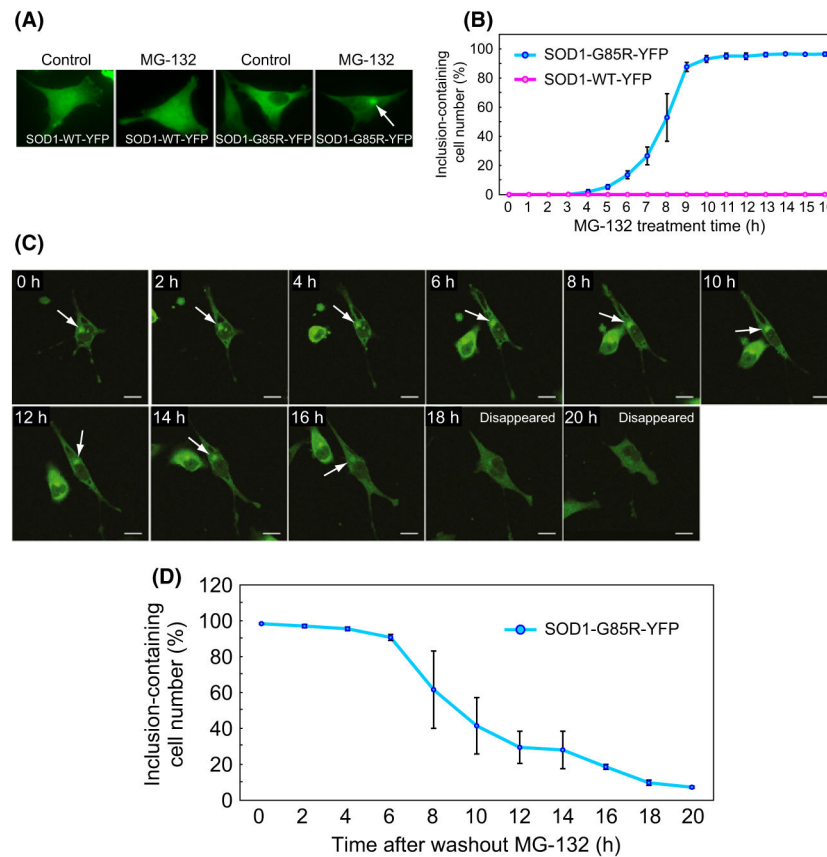 (A)
Control
MG-132
Control
MG-132
SOD1-WT-YFP
SOD1-WT-YFP
SOD1-G85R-YFP
SOD1-G85R-YFP
(B)
Inclusion-containing
cell number (%)
100
80
60
40
20
0
SOD1-G85R-YFP
SOD1-WT-YFP
0 1 2 3 4 5 6 7 8 9 10 11 12 13 14 15 16
MG-132 treatment time (h)
(C)
0 h
2 h
4 h
6 h
8 h
10 h
12 h
14 h
16 h
18 h
Disappeared
20 h
Disappeared
(D)
Inclusion-containing
cell number (%)
120
100
80
60
40
20
0
SOD1-G85R-YFP
0 2 4 6 8 10 12 14 16 18 20
Time after washout MG-132 (h)